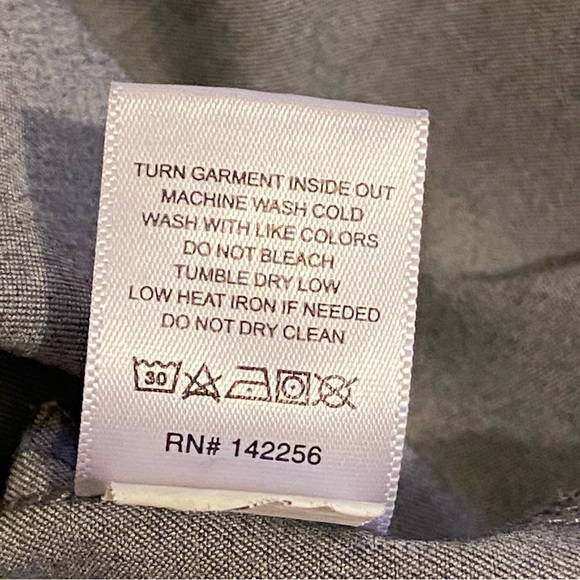 TURN GARMENT INSIDE OUT
MACHINE WASH COLD
WASH WITH LIKE COLORS
DO NOT BLEACH
TUMBLE DRY LOW
LOW HEAT IRON IF NEEDED
DO NOT DRY CLEAN
30
RN# 142256